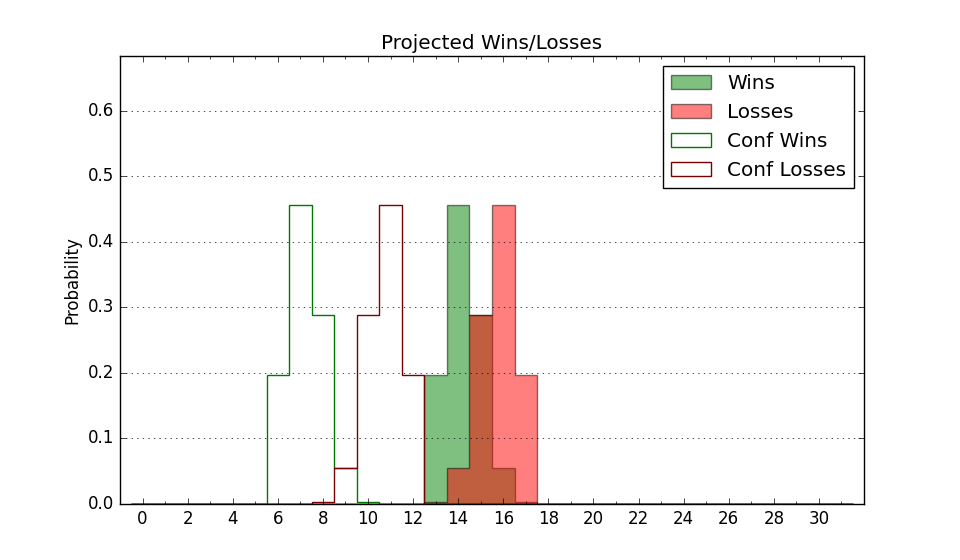 Projected Wins/Losses
Wins
Losses
Conf Wins
Conf Losses
Probability
0.6
0.5
0.4
0.3
0.2
0.1
0.0
0 2 4 6 8 10 12 14 16 18 20 22 24 26 28 30